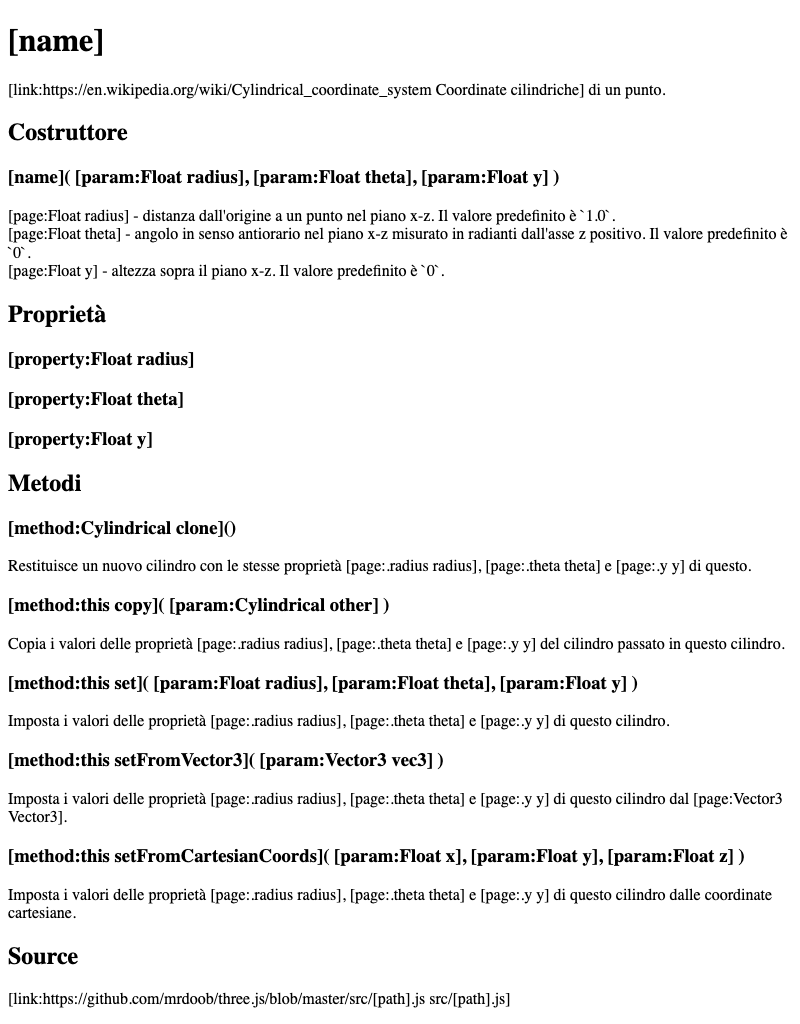 [name]
[link:https://en.wikipedia.org/wiki/Cylindrical_coordinate_system Coordinate cilindriche] di un punto.
Costruttore
[name]( [param:Float radius], [param:Float theta], [param:Float y] )
[page:Float radius] - distanza dall'origine a un punto nel piano x-z. Il valore predefinito è `1.0`.
[page:Float theta] - angolo in senso antiorario nel piano x-z misurato in radianti dall'asse z positivo. Il valore predefinito è
`0`.
[page:Float y] - altezza sopra il piano x-z. Il valore predefinito è `0`.
Proprietà
[property:Float radius]
[property:Float theta]
[property:Float y]
Metodi
[method:Cylindrical clone]()
Restituisce un nuovo cilindro con le stesse proprietà [page:.radius radius], [page:.theta theta] e [page:.y y] di questo.
[method:this copy]( [param:Cylindrical other] )
Copia i valori delle proprietà [page:.radius radius], [page:.theta theta] e [page:.y y] del cilindro passato in questo cilindro.
[method:this set]( [param:Float radius], [param:Float theta], [param:Float y] )
Imposta i valori delle proprietà [page:.radius radius], [page:.theta theta] e [page:.y y] di questo cilindro.
[method:this setFromVector3]( [param:Vector3 vec3] )
Imposta i valori delle proprietà [page:.radius radius], [page:.theta theta] e [page:.y y] di questo cilindro dal [page:Vector3
Vector3].
[method:this setFromCartesianCoords]( [param:Float x], [param:Float y], [param:Float z] )
Imposta i valori delle proprietà [page:.radius radius], [page:.theta theta] e [page:.y y] di questo cilindro dalle coordinate
cartesiane.
Source
[link:https://github.com/mrdoob/three.js/blob/master/src/[path].js src/[path].js]